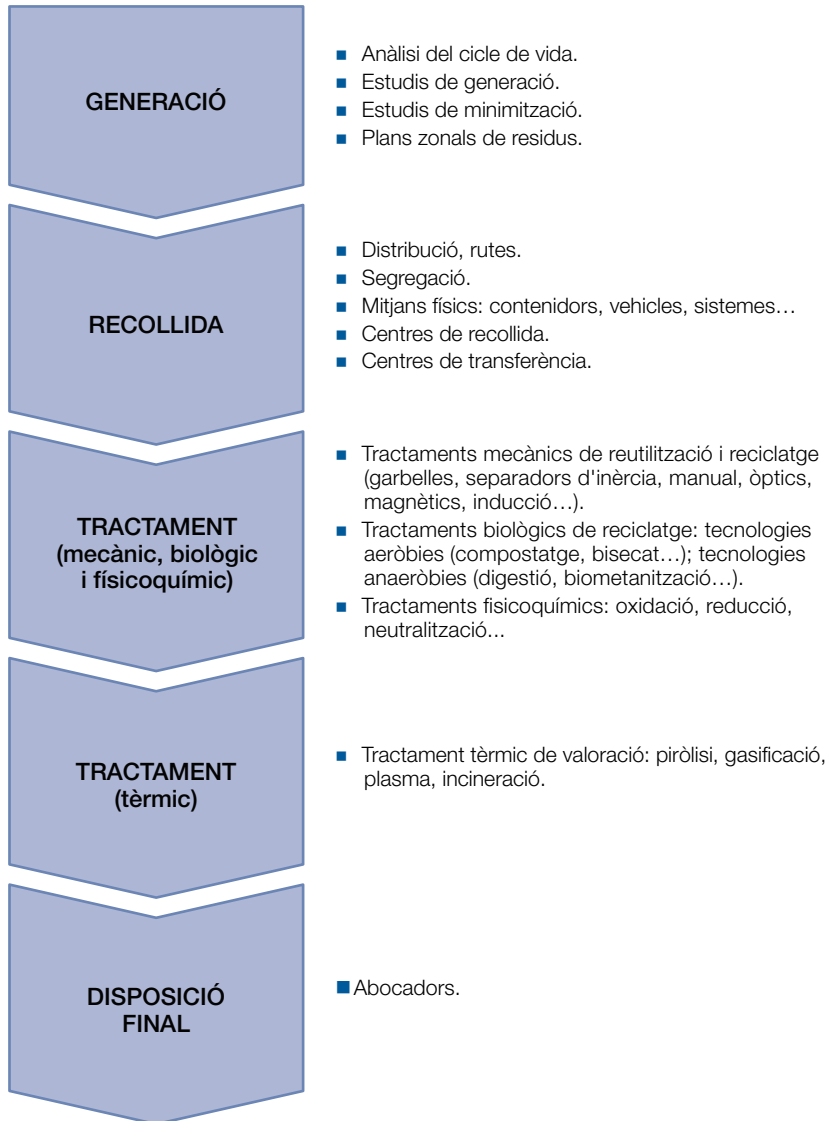 GENERACIÓ
■ Anàlisi del cicle de vida.
■ Estudis de generació.
■ Estudis de minimització.
■ Plans zonals de residus.
RECOLLIDA
■ Distribució, rutes.
■ Segregació.
■ Mitjans físics: contenidors, vehicles, sistemes…
■ Centres de recollida.
■ Centres de transferència.
TRACTAMENT
(mecànic, biològic
i físicoquímic)
■ Tractaments mecànics de reutilització i reciclatge
(garbelles, separadors d'inèrcia, manual, òptics,
magnètics, inducció…).
■ Tractaments biològics de reciclatge: tecnologies
aeròbies (compostatge, bisecat…); tecnologies
anaeròbies (digestió, biometanització…).
■ Tractaments fisicoquímics: oxidació, reducció,
neutralització...
TRACTAMENT
(tèrmic)
■ Tractament tèrmic de valoració: piròlisi, gasificació,
plasma, incineració.
DISPOSICIÓ
FINAL
■ Abocadors.